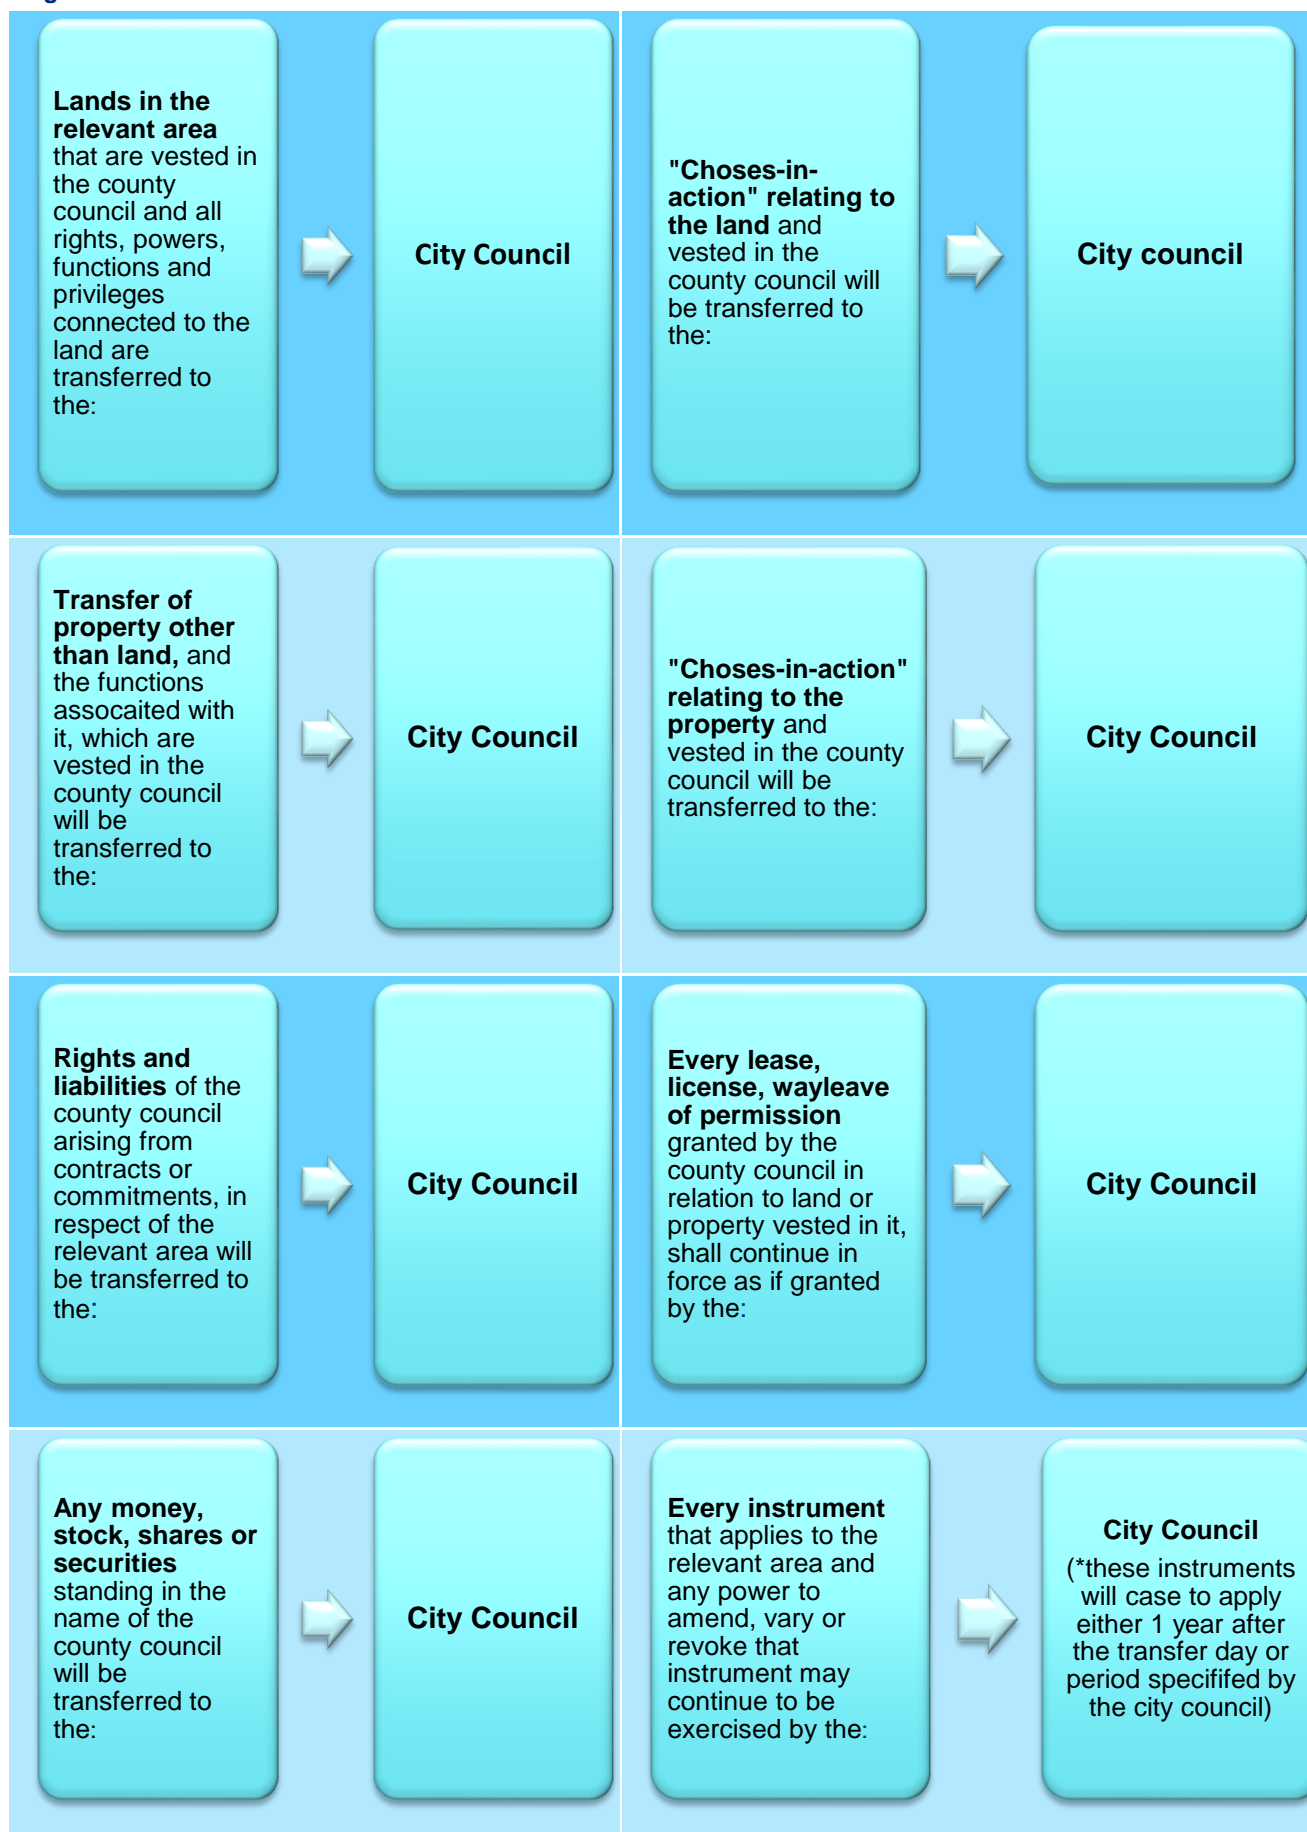 Lands in the
relevant area
that are vested in
the county
council and all
rights, powers,
functions and
privileges
connected to the
land are
transferred to
the:
City Council
"Choses-in-
action" relating to
the land and
vested in the
county council will
be transferred to
the:
City council
Transfer of
property other
than land, and
the functions
assocaited with
it, which are
vested in the
county council
will be
transferred to
the:
City Council
"Choses-in-action"
relating to the
property and
vested in the county
council will be
transferred to the:
City Council
Rights and
liabilities of the
county council
arising from
contracts or
commitments, in
respect of the
relevant area will
be transferred to
the:
City Council
Every lease,
license, wayleave
of permission
granted by the
county council in
relation to land or
property vested in it,
shall continue in
force as if granted
by the:
City Council
Any money,
stock, shares or
securities
standing in the
name of the
county council
will be
transferred to
the:
City Council
Every instrument
that applies to the
relevant area and
any power to
amend, vary or
revoke that
instrument may
continue to be
exercised by the:
City Council
(*these instruments
will case to apply
either 1 year after
the transfer day or
period specififed by
the city council)